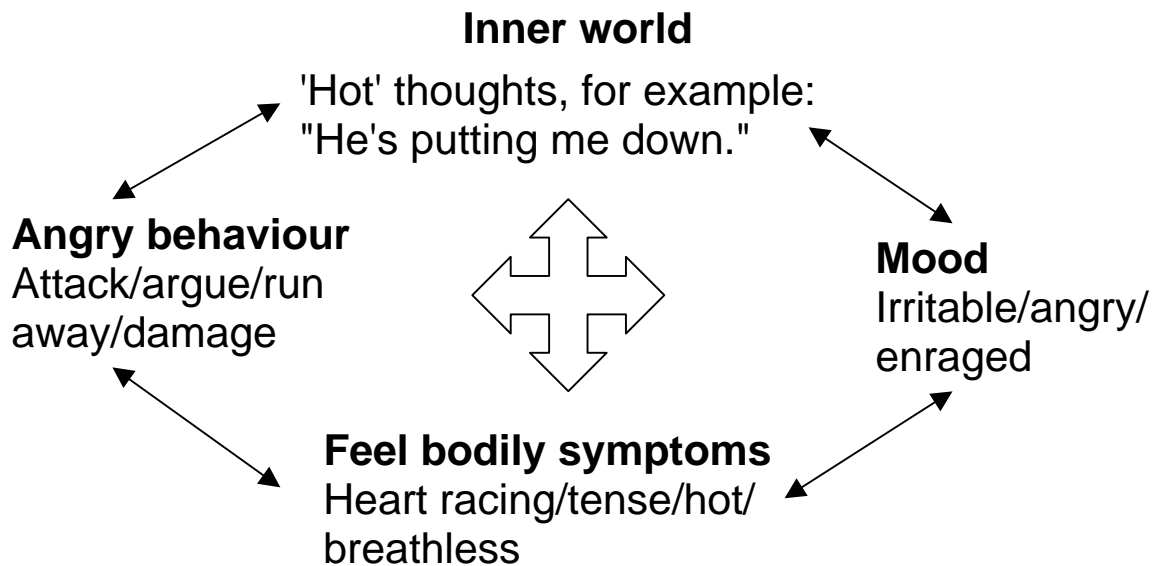 Inner world
'Hot' thoughts, for example:
"He's putting me down."
Angry behaviour
Attack/argue/run
away/damage
Mood
Irritable/angry/
enraged
Feel bodily symptoms
Heart racing/tense/hot/
breathless